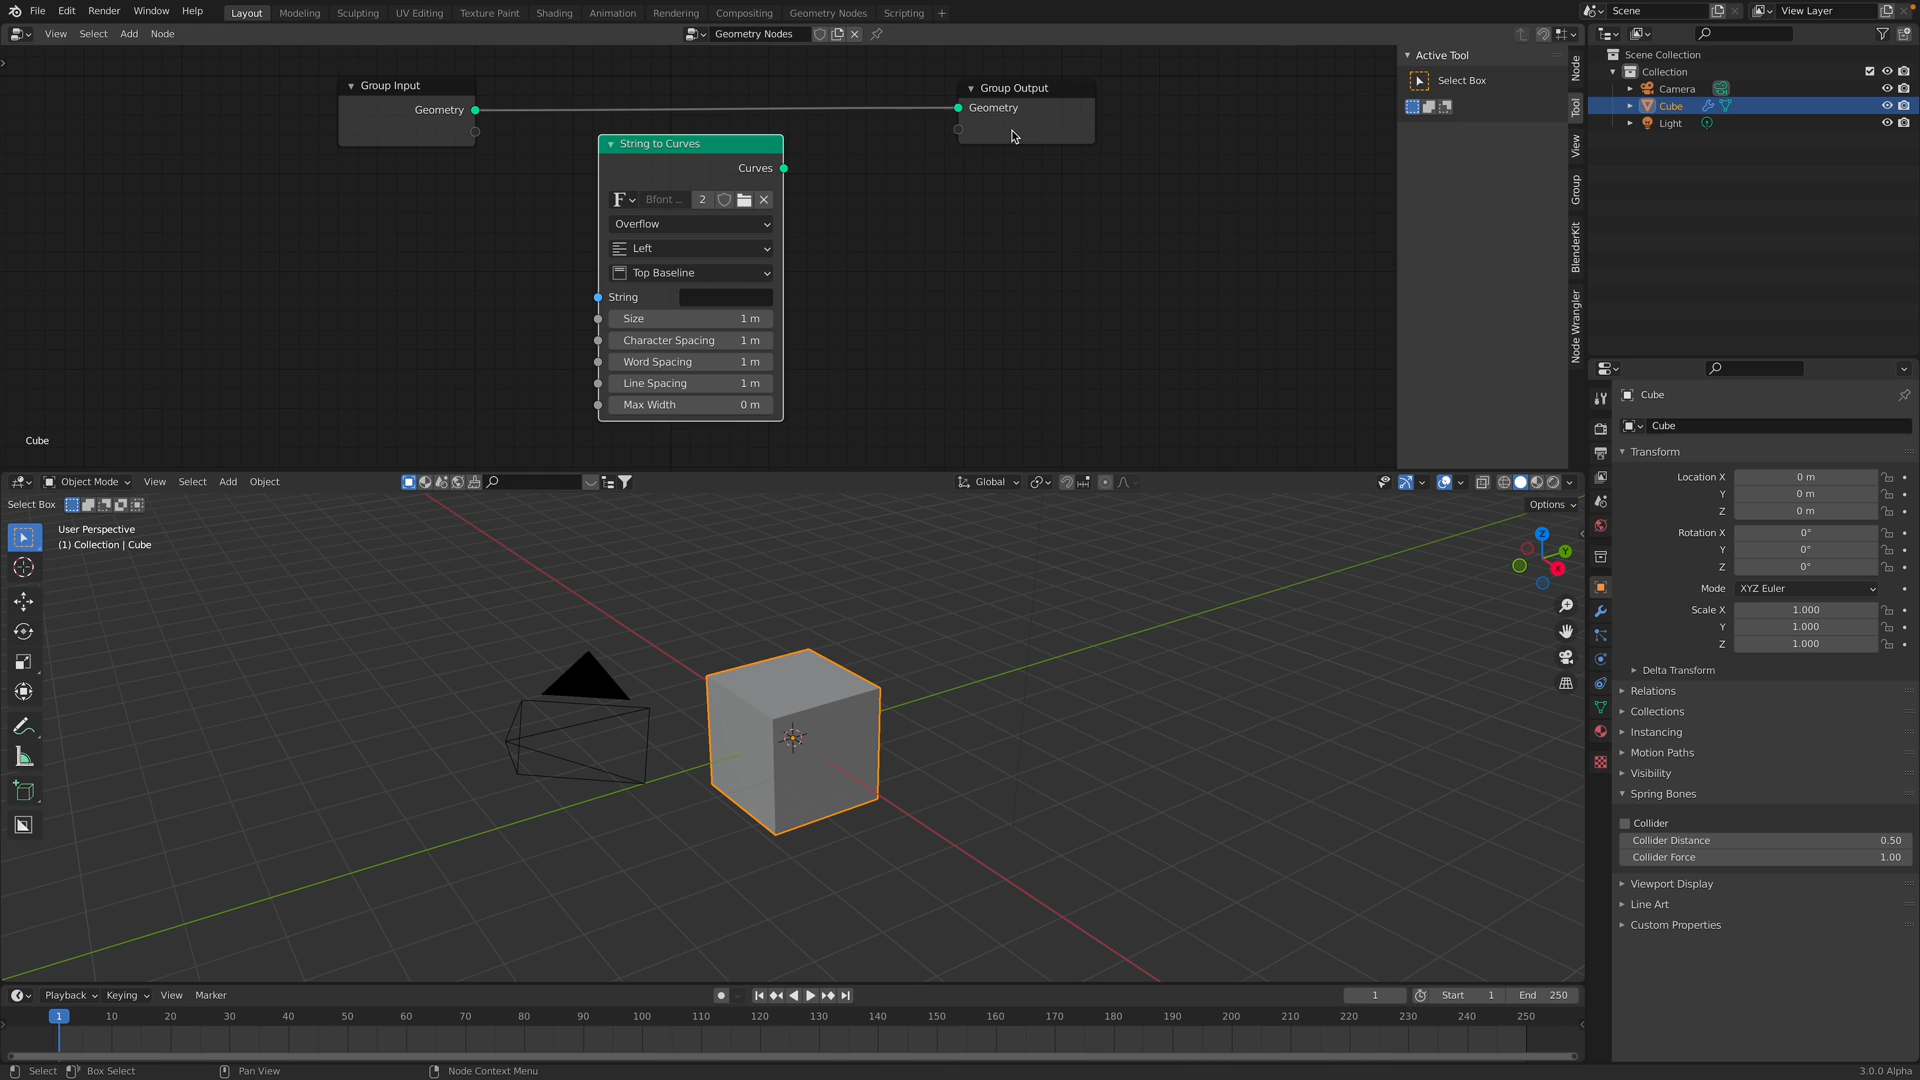 File Edit Render Window Help Layout Modeling Sculpting UV Editing Texture Paint Shading Animation Rendering Compositing Geometry Nodes Scripting + Scene View Layer
View Select Add Node Geometry Nodes
Active Tool
Select Box
Node
Tool
View
Group
BlenderKit
Node Wrangler
Group Input
Geometry
Group Output
Geometry
String to Curves
Curves
F Bfont ... 2
Overflow
Left
Top Baseline
String
Size 1 m
Character Spacing 1 m
Word Spacing 1 m
Line Spacing 1 m
Max Width 0 m
Cube
Scene Collection
Collection
Camera
Cube
Light
Object Mode View Select Add Object Global
Select Box Options
User Perspective
(1) Collection | Cube
Z
Y
X
Cube
Cube
Transform
Location X 0 m
Y 0 m
Z 0 m
Rotation X 0°
Y 0°
Z 0°
Mode XYZ Euler
Scale X 1.000
Y 1.000
Z 1.000
Delta Transform
Relations
Collections
Instancing
Motion Paths
Visibility
Spring Bones
Collider
Collider Distance 0.50
Collider Force 1.00
Viewport Display
Line Art
Custom Properties
Playback Keying View Marker 1 Start 1 End 250
1 10 20 30 40 50 60 70 80 90 100 110 120 130 140 150 160 170 180 190 200 210 220 230 240 250
Select Box Select Pan View Node Context Menu 3.0.0 Alpha